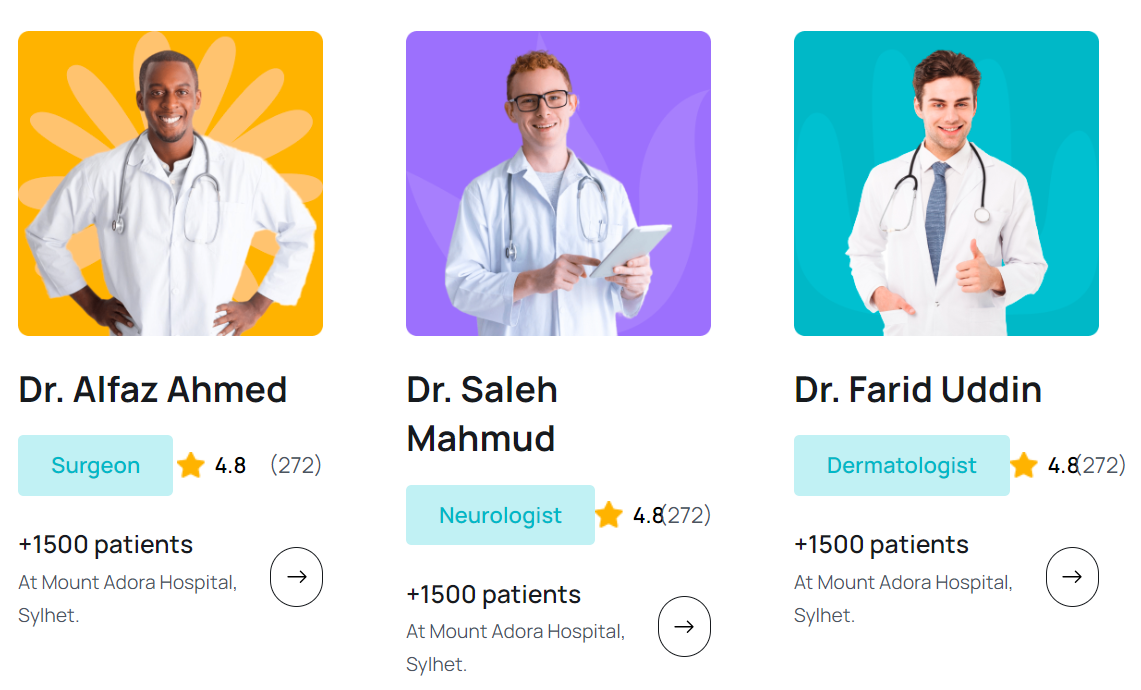 Dr. Alfaz Ahmed
Surgeon 4.8 (272)
+1500 patients
At Mount Adora Hospital,
Sylhet.
Dr. Saleh
Mahmud
Neurologist 4.8 (272)
+1500 patients
At Mount Adora Hospital,
Sylhet.
Dr. Farid Uddin
Dermatologist 4.8 (272)
+1500 patients
At Mount Adora Hospital,
Sylhet.